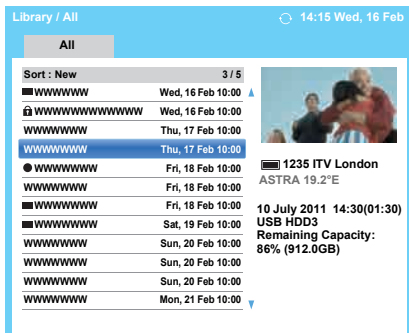 Library / All
14:15 Wed, 16 Feb
All
Sort : New 3 / 5
WWWWWW Wed, 16 Feb 10:00
WWWWWWWWWWWW Wed, 16 Feb 10:00
WWWWWWW Thu, 17 Feb 10:00
WWWWWWW Thu, 17 Feb 10:00
WWWWWWW Fri, 18 Feb 10:00
WWWWWWW Fri, 18 Feb 10:00
WWWWWW Fri, 18 Feb 10:00
WWWWWW Sat, 19 Feb 10:00
WWWWWWW Sun, 20 Feb 10:00
WWWWWWW Sun, 20 Feb 10:00
WWWWWWW Sun, 20 Feb 10:00
WWWWWWW Mon, 21 Feb 10:00
1235 ITV London
ASTRA 19.2°E
10 July 2011 14:30(01:30)
USB HDD3
Remaining Capacity:
86% (912.0GB)